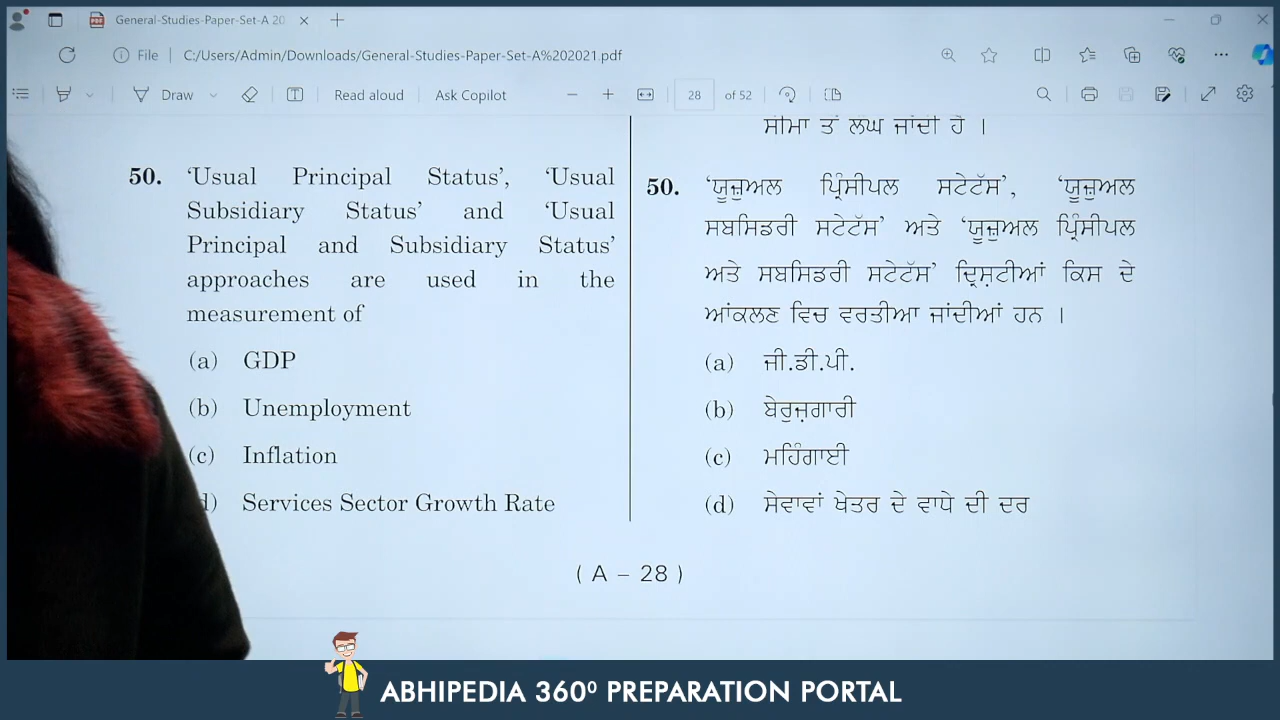 General-Studies-Paper-Set-A 20
File C:/Users/Admin/Downloads/General-Studies-Paper-Set-A%202021.pdf
Draw Read aloud Ask Copilot 28 of 52
ਸੀਮਾ ਤੋਂ ਲੰਘ ਜਾਂਦੀ ਹੈ ।
50. ‘Usual Principal Status’, ‘Usual
Subsidiary Status’ and ‘Usual
Principal and Subsidiary Status’
approaches are used in the
measurement of
(a) GDP
(b) Unemployment
(c) Inflation
d) Services Sector Growth Rate
50. ‘ਯੂਜ਼ੁਅਲ ਪ੍ਰਿੰਸੀਪਲ ਸਟੇਟੱਸ’, ‘ਯੂਜ਼ੁਅਲ
ਸਬਸਿਡਰੀ ਸਟੇਟੱਸ’ ਅਤੇ ‘ਯੂਜ਼ੁਅਲ ਪ੍ਰਿੰਸੀਪਲ
ਅਤੇ ਸਬਸਿਡਰੀ ਸਟੇਟੱਸ’ ਦ੍ਰਿਸ਼ਟੀਆਂ ਕਿਸ ਦੇ
ਆਂਕਲਣ ਵਿਚ ਵਰਤੀਆ ਜਾਂਦੀਆਂ ਹਨ ।
(a) ਜੀ.ਡੀ.ਪੀ.
(b) ਬੇਰੁਜ਼ਗਾਰੀ
(c) ਮਹਿੰਗਾਈ
(d) ਸੇਵਾਵਾਂ ਖੇਤਰ ਦੇ ਵਾਧੇ ਦੀ ਦਰ
( A – 28 )
ABHIPEDIA 360⁰ PREPARATION PORTAL